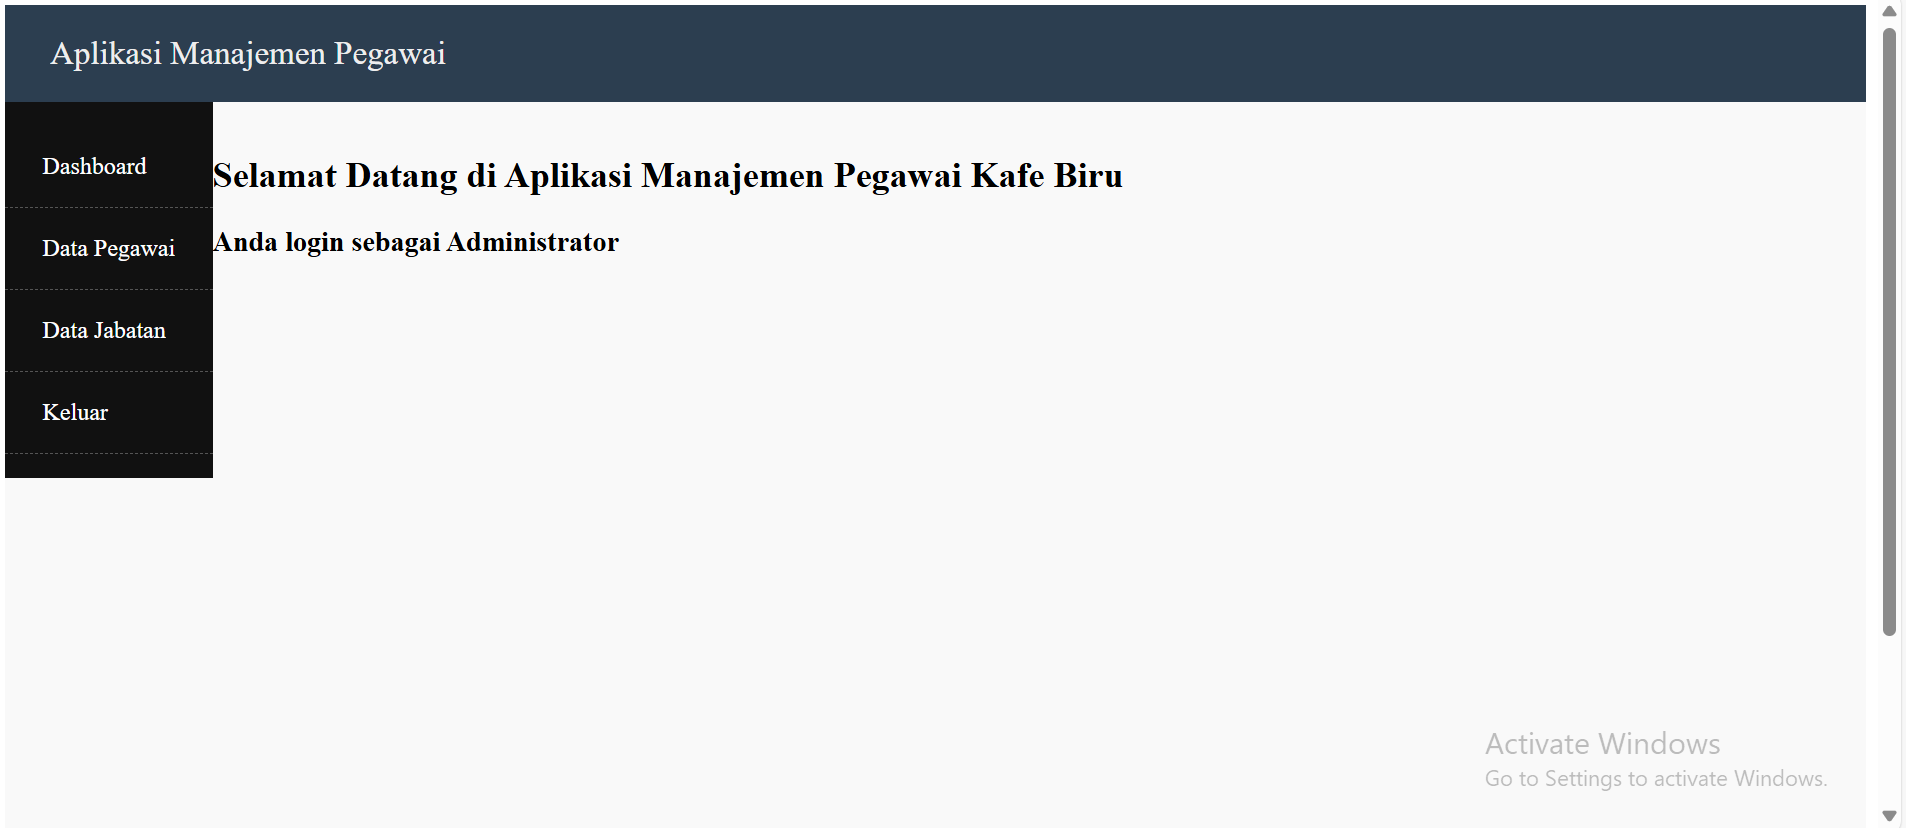 Aplikasi Manajemen Pegawai
Dashboard
Data Pegawai
Data Jabatan
Keluar
Selamat Datang di Aplikasi Manajemen Pegawai Kafe Biru
Anda login sebagai Administrator
Activate Windows
Go to Settings to activate Windows.